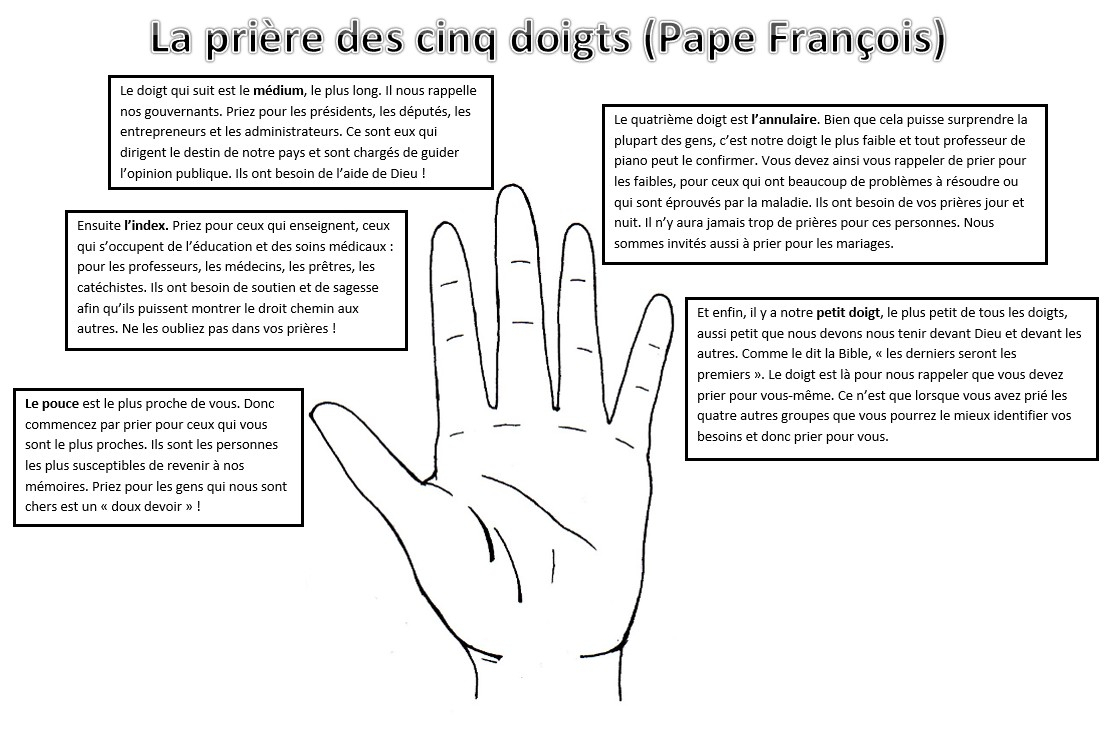 La prière des cinq doigts (Pape François)
Le doigt qui suit est le médium, le plus long. Il nous rappelle
nos gouvernants. Priez pour les présidents, les députés, les
entrepreneurs et les administrateurs. Ce sont eux qui
dirigent le destin de notre pays et sont chargés de guider
l'opinion publique. Ils ont besoin de l'aide de Dieu !
Le quatrième doigt est l'annulaire. Bien que cela puisse surprendre la
plupart des gens, c'est notre doigt le plus faible et tout professeur de
piano peut le confirmer. Vous devez ainsi vous rappeler de prier pour
les faibles, pour ceux qui ont beaucoup de problèmes à résoudre ou
qui sont éprouvés par la maladie. Ils ont besoin de vos prières jour et
nuit. Il n'y aura jamais trop de prières pour ces personnes. Nous
sommes invités aussi à prier pour les mariages.
Ensuite l'index. Priez pour ceux qui enseignent, ceux
qui s'occupent de l'éducation et des soins médicaux :
pour les professeurs, les médecins, les prêtres, les
catéchistes. Ils ont besoin de soutien et de sagesse
afin qu'ils puissent montrer le droit chemin aux
autres. Ne les oubliez pas dans vos prières !
Et enfin, il y a notre petit doigt, le plus petit de tous les doigts,
aussi petit que nous devons nous tenir devant Dieu et devant les
autres. Comme le dit la Bible, « les derniers seront les
premiers ». Le doigt est là pour nous rappeler que vous devez
prier pour vous-même. Ce n'est que lorsque vous avez prié les
quatre autres groupes que vous pourrez le mieux identifier vos
besoins et donc prier pour vous.
Le pouce est le plus proche de vous. Donc
commencez par prier pour ceux qui vous
sont le plus proches. Ils sont les personnes
les plus susceptibles de revenir à nos
mémoires. Priez pour les gens qui nous sont
chers est un « doux devoir » !